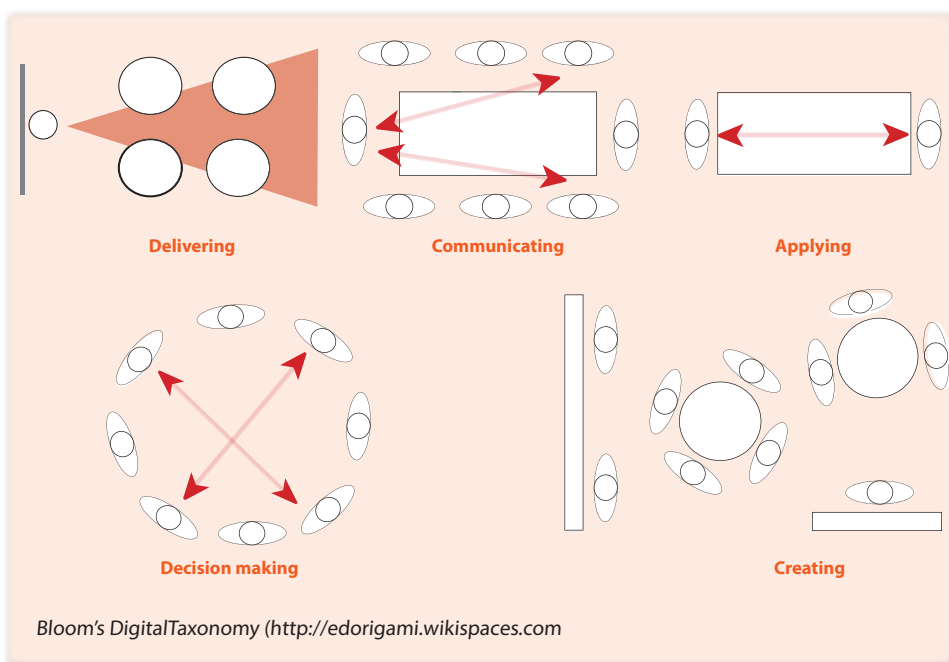 Delivering
Communicating
Applying
Decision making
Creating
Bloom's DigitalTaxonomy (http://edorigami.wikispaces.com